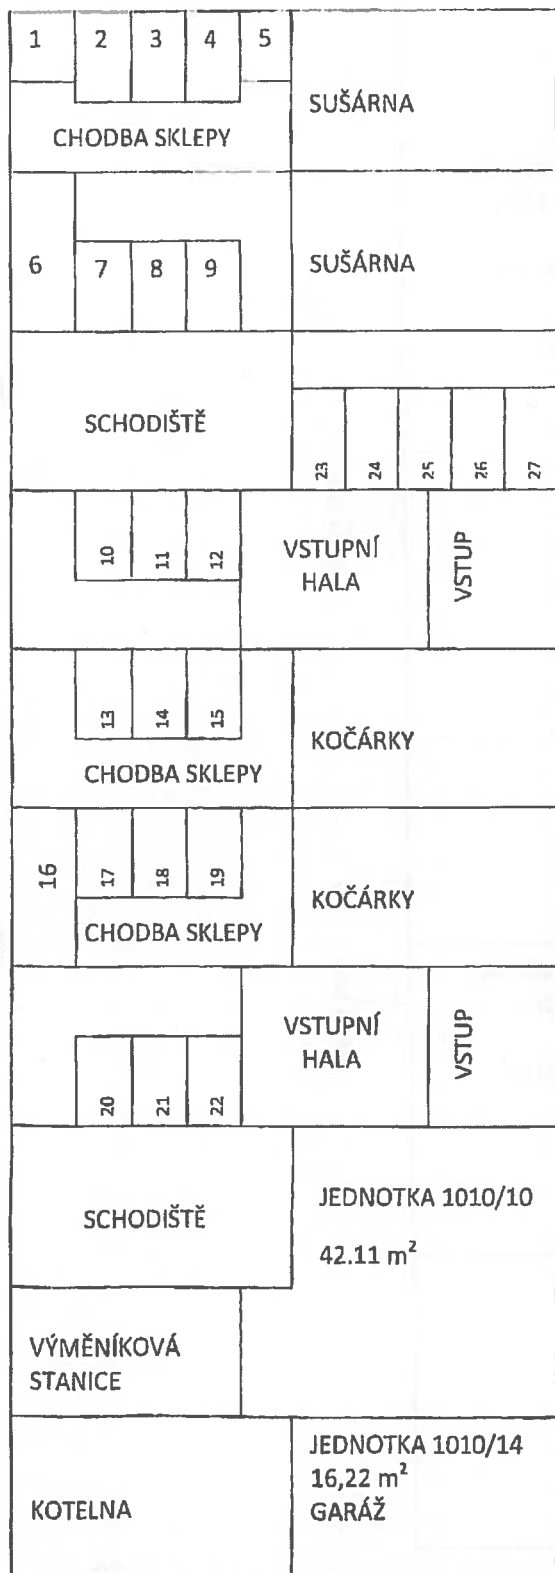 1 2 3 4 5
SUŠÁRNA
CHODBA SKLEPY
6 7 8 9
SUŠÁRNA
SCHODIŠTĚ
23 24 25 26 27
10 11 12
VSTUPNÍ
HALA
VSTUP
13 14 15
KOČÁRKY
CHODBA SKLEPY
16 17 18 19
KOČÁRKY
CHODBA SKLEPY
VSTUPNÍ
HALA
VSTUP
20 21 22
SCHODIŠTĚ
JEDNOTKA 1010/10
42.11 m²
VÝMĚNÍKOVÁ
STANICE
KOTELNA
JEDNOTKA 1010/14
16,22 m²
GARÁŽ